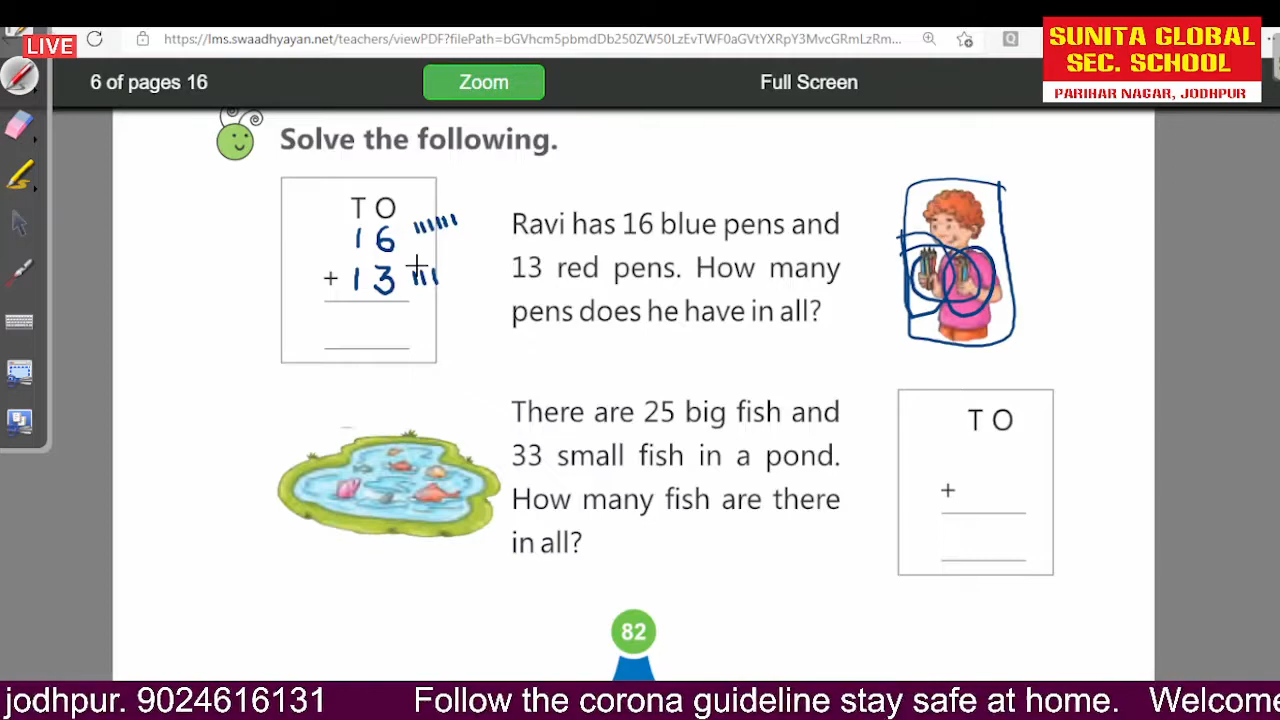 LIVE
https://lms.swaadhyayan.net/teachers/viewPDF?filePath=bGVhcm5pbmdDb250ZW50LzEvTWF0aHMvVtYXRpY3MvcGRmLzRm...
SUNITA GLOBAL
SEC. SCHOOL
PARIHAR NAGAR, JODHPUR
6 of pages 16
Zoom
Full Screen
Solve the following.
T O
1 6
+ 1 3
Ravi has 16 blue pens and
13 red pens. How many
pens does he have in all?
There are 25 big fish and
33 small fish in a pond.
How many fish are there
in all?
T O
+
82
jodhpur. 9024616131 Follow the corona guideline stay safe at home. Welcome